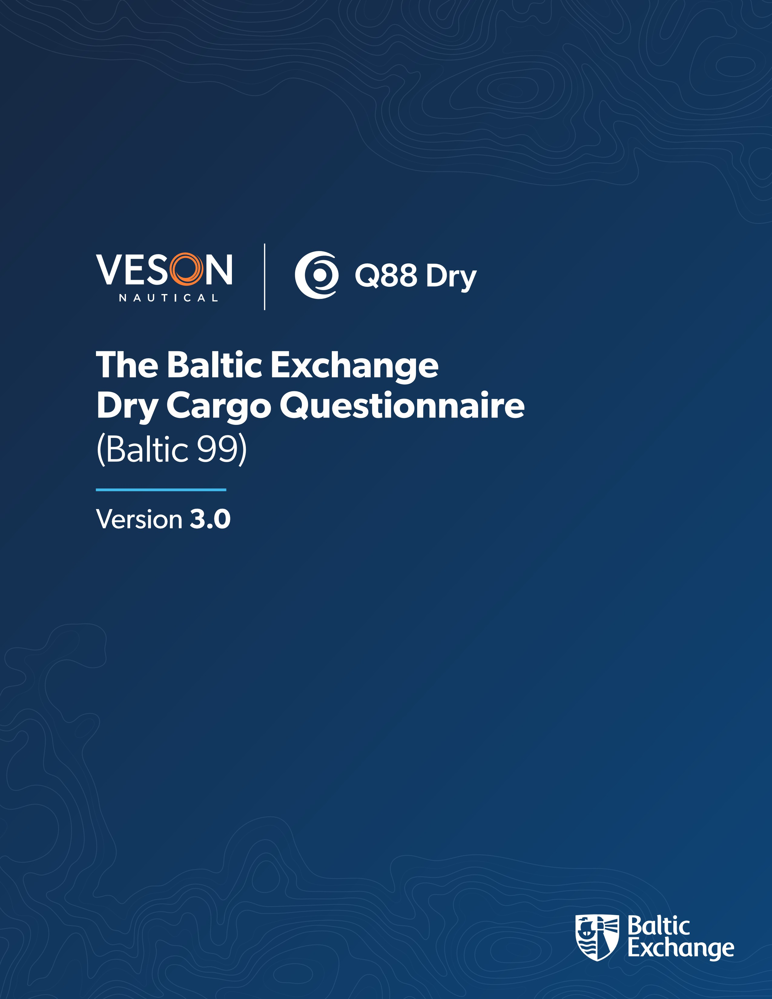 VESON
NAUTICAL
Q88 Dry
The Baltic Exchange
Dry Cargo Questionnaire
(Baltic 99)
Version 3.0
Baltic
Exchange